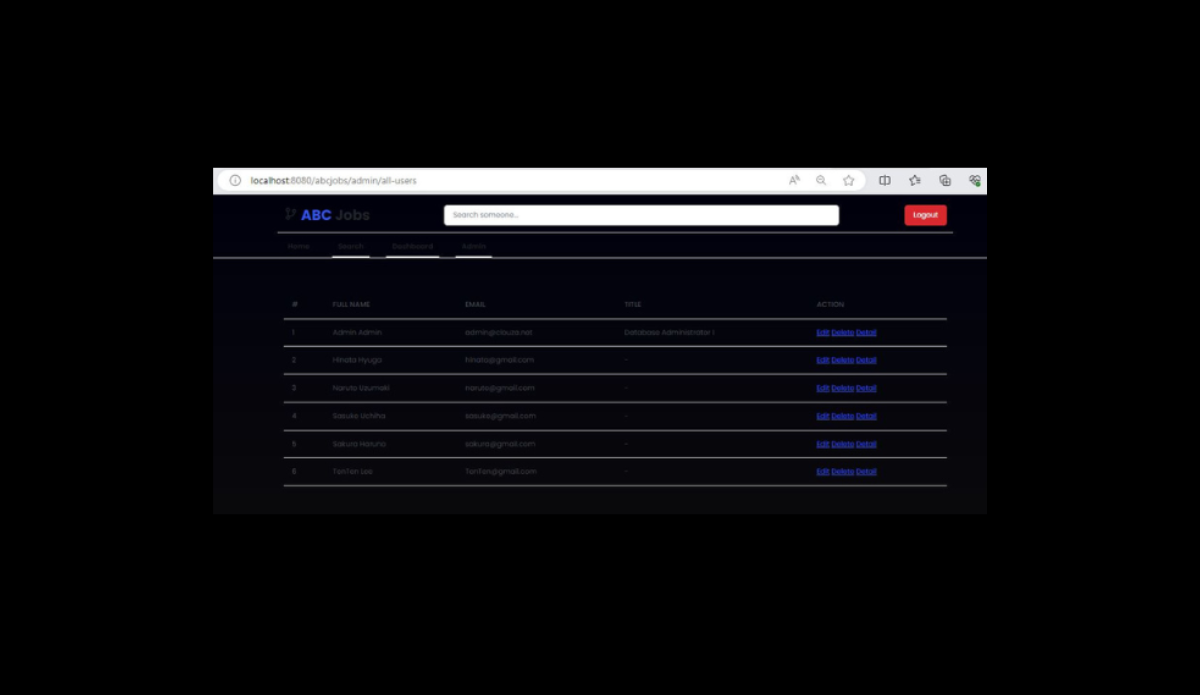 localhost:8080/abcjobs/admin/all-users
ABC Jobs Search someone... Logout
Home Search Dashboard Admin
# FULL NAME EMAIL TITLE ACTION
1 Admin Admin admin@clouza.net Database Administrator I Edit Delete Detail
2 Hinata Hyuga hinata@gmail.com - Edit Delete Detail
3 Naruto Uzumaki naruto@gmail.com - Edit Delete Detail
4 Sasuke Uchiha sasuke@gmail.com - Edit Delete Detail
5 Sakura Haruno sakura@gmail.com - Edit Delete Detail
6 TenTen Lee TenTen@gmail.com - Edit Delete Detail